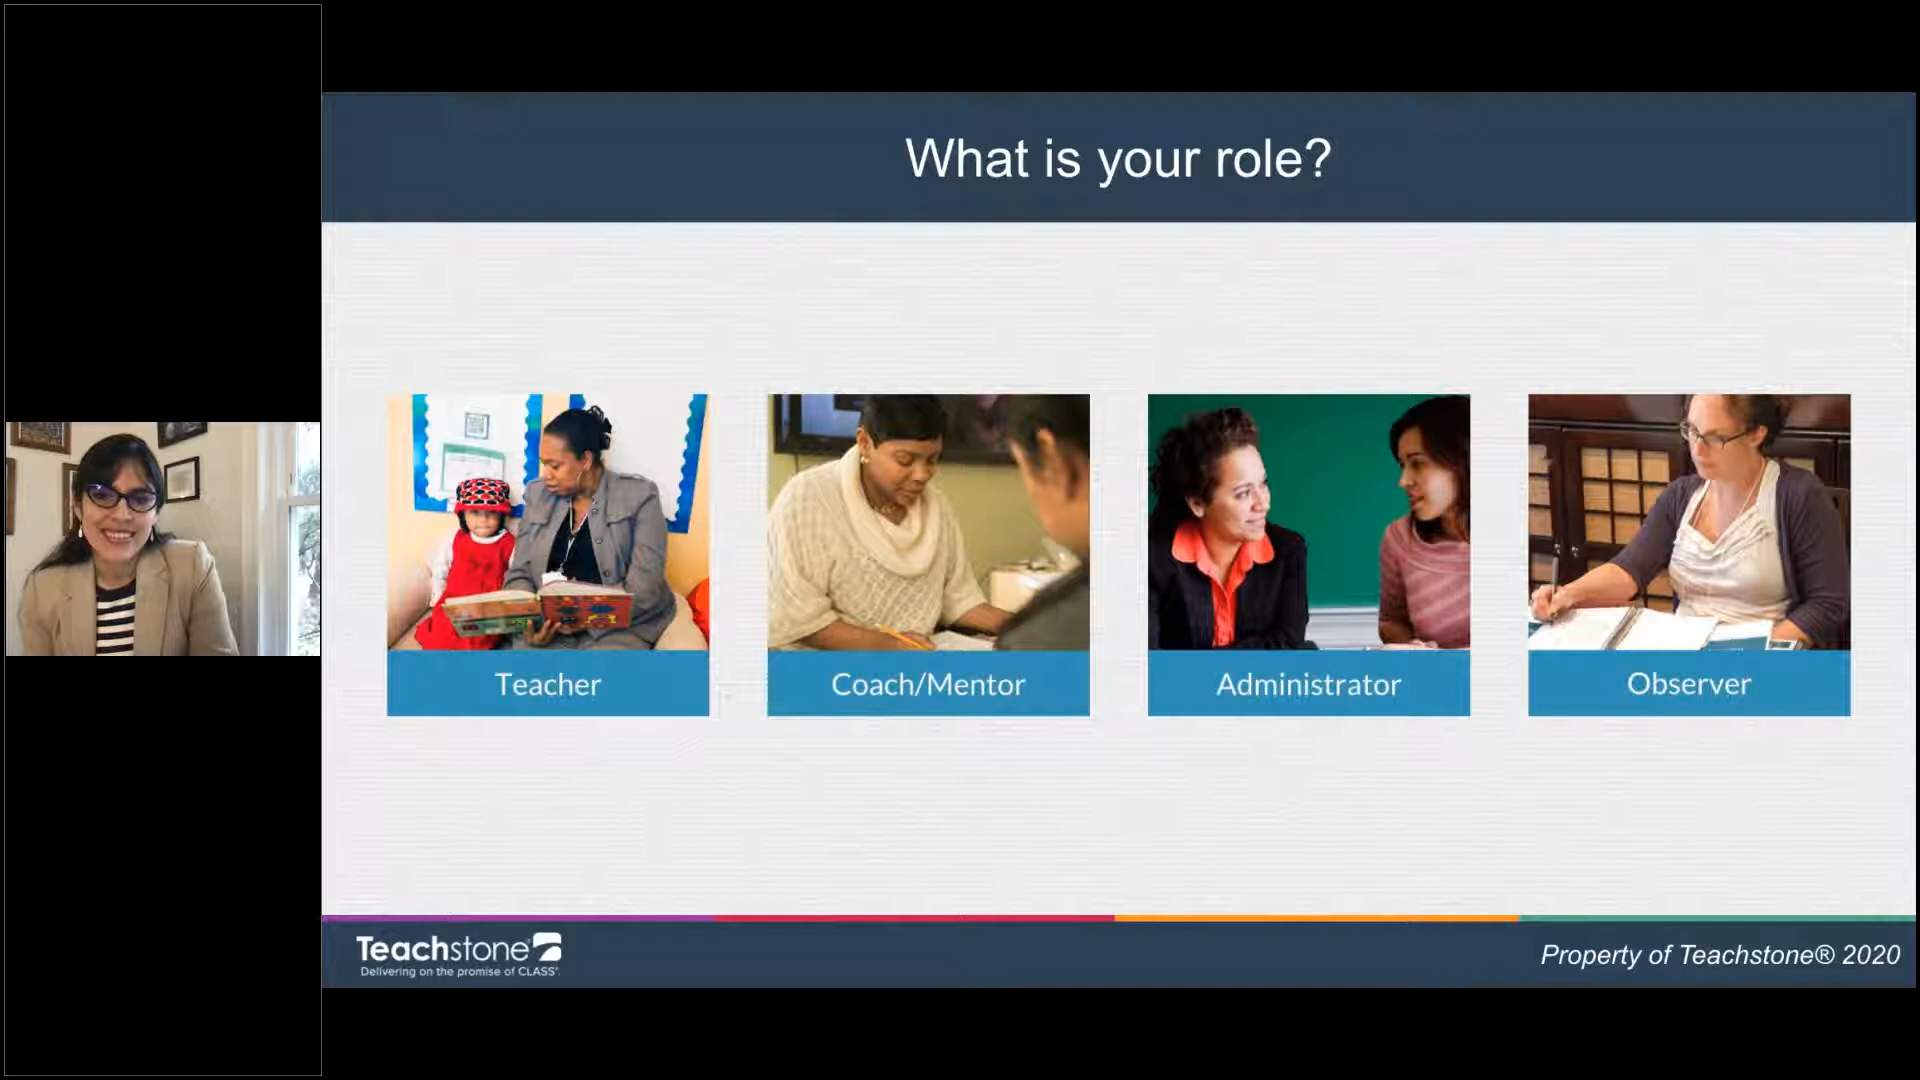 What is your role?
Teacher
Coach/Mentor
Administrator
Observer
Teachstone®
Delivering on the promise of CLASS®
Property of Teachstone® 2020